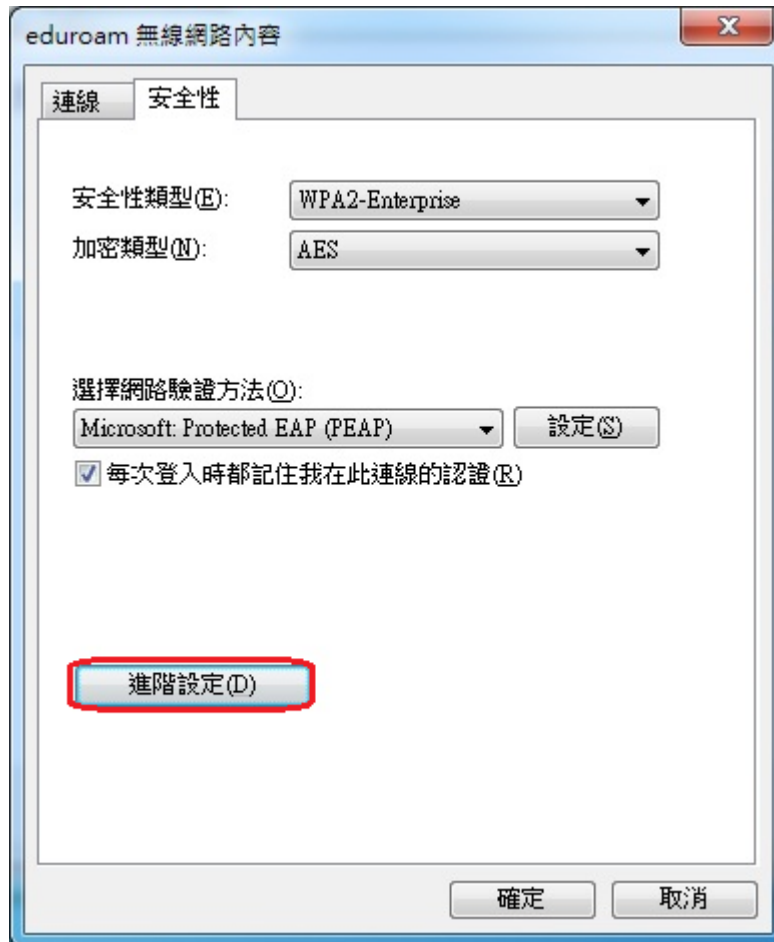 eduroam 無線網路內容
連線 安全性
安全性類型(E): WPA2-Enterprise
加密類型(N): AES
選擇網路驗證方法(O):
Microsoft: Protected EAP (PEAP) 設定(S)
每次登入時都記住我在此連線的認證(R)
進階設定(D)
確定 取消